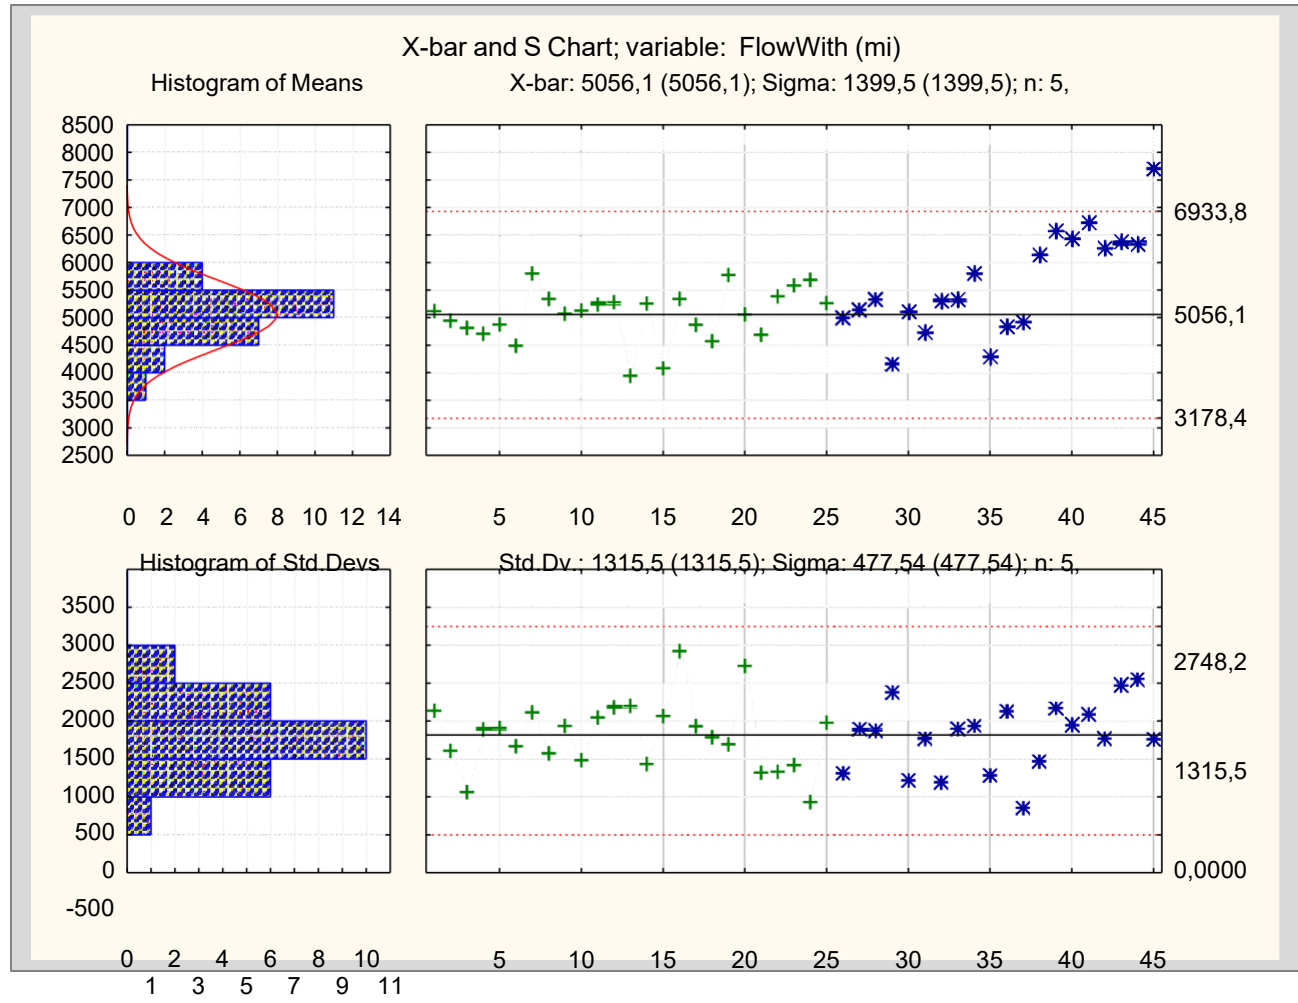 X-bar and S Chart; variable: FlowWith (mi)
Histogram of Means
X-bar: 5056,1 (5056,1); Sigma: 1399,5 (1399,5); n: 5,
8500
8000
7500
7000
6500
6000
5500
5000
4500
4000
3500
3000
2500
6933,8
5056,1
3178,4
0 2 4 6 8 10 12 14
5 10 15 20 25 30 35 40 45
Histogram of Std.Devs
Std.Dv.: 1315,5 (1315,5); Sigma: 477,54 (477,54); n: 5,
3500
3000
2500
2000
1500
1000
500
0
-500
2748,2
1315,5
0,0000
0 2 4 6 8 10
1 3 5 7 9 11
5 10 15 20 25 30 35 40 45